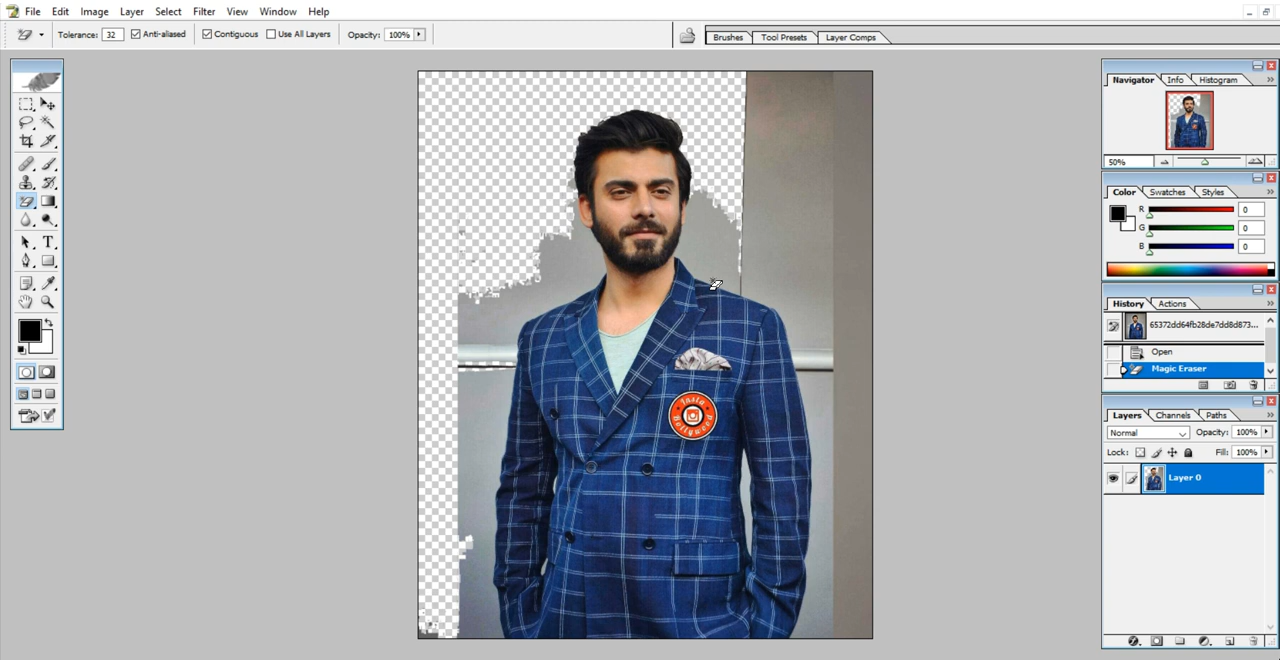 File Edit Image Layer Select Filter View Window Help
Tolerance: 32 Anti-aliased Contiguous Use All Layers Opacity: 100%
Brushes Tool Presets Layer Comps
Navigator Info Histogram
50%
Color Swatches Styles
R 0
G 0
B 0
History Actions
65372dd64fb28de7dd8d873...
Open
Magic Eraser
Layers Channels Paths
Normal Opacity: 100%
Lock: Fill: 100%
Layer 0
T
Insta
Bollywood